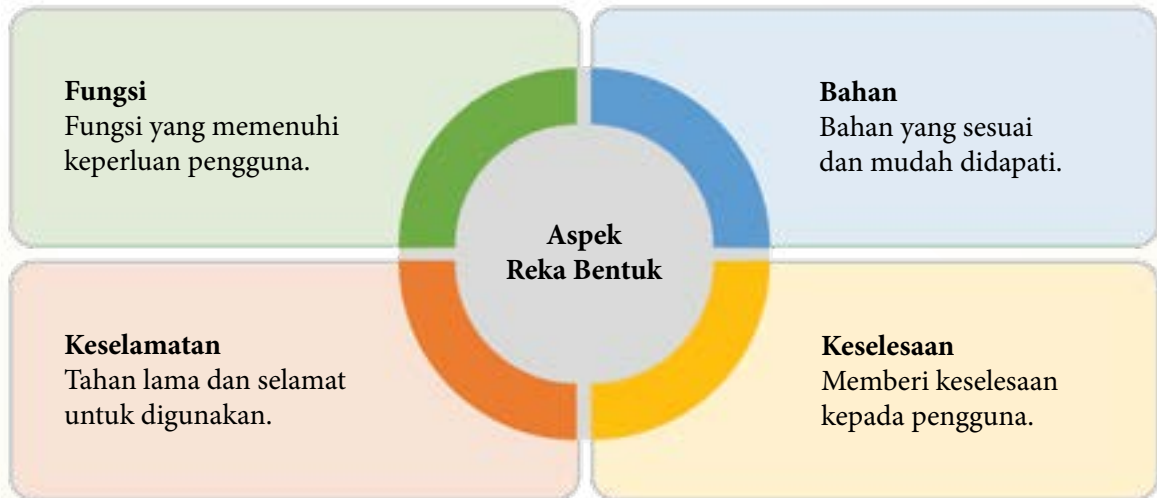 Fungsi
Fungsi yang memenuhi
keperluan pengguna.
Bahan
Bahan yang sesuai
dan mudah didapati.
Aspek
Reka Bentuk
Keselamatan
Tahan lama dan selamat
untuk digunakan.
Keselesaan
Memberi keselesaan
kepada pengguna.